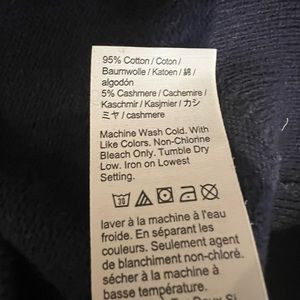 95% Cotton / Coton /
Baumwolle / Katoen / 綿 /
algodón
5% Cashmere / Cachemire /
Kaschmir / Kasjmier / カシ
ミヤ / cashmere
Machine Wash Cold. With
Like Colors. Non-Chlorine
Bleach Only. Tumble Dry
Low. Iron on Lowest
Setting.
30
laver à la machine à l'eau
froide. En séparant les
couleurs. Seulement agent
de blanchiment non-chloré.
sécher à la machine à
basse température.